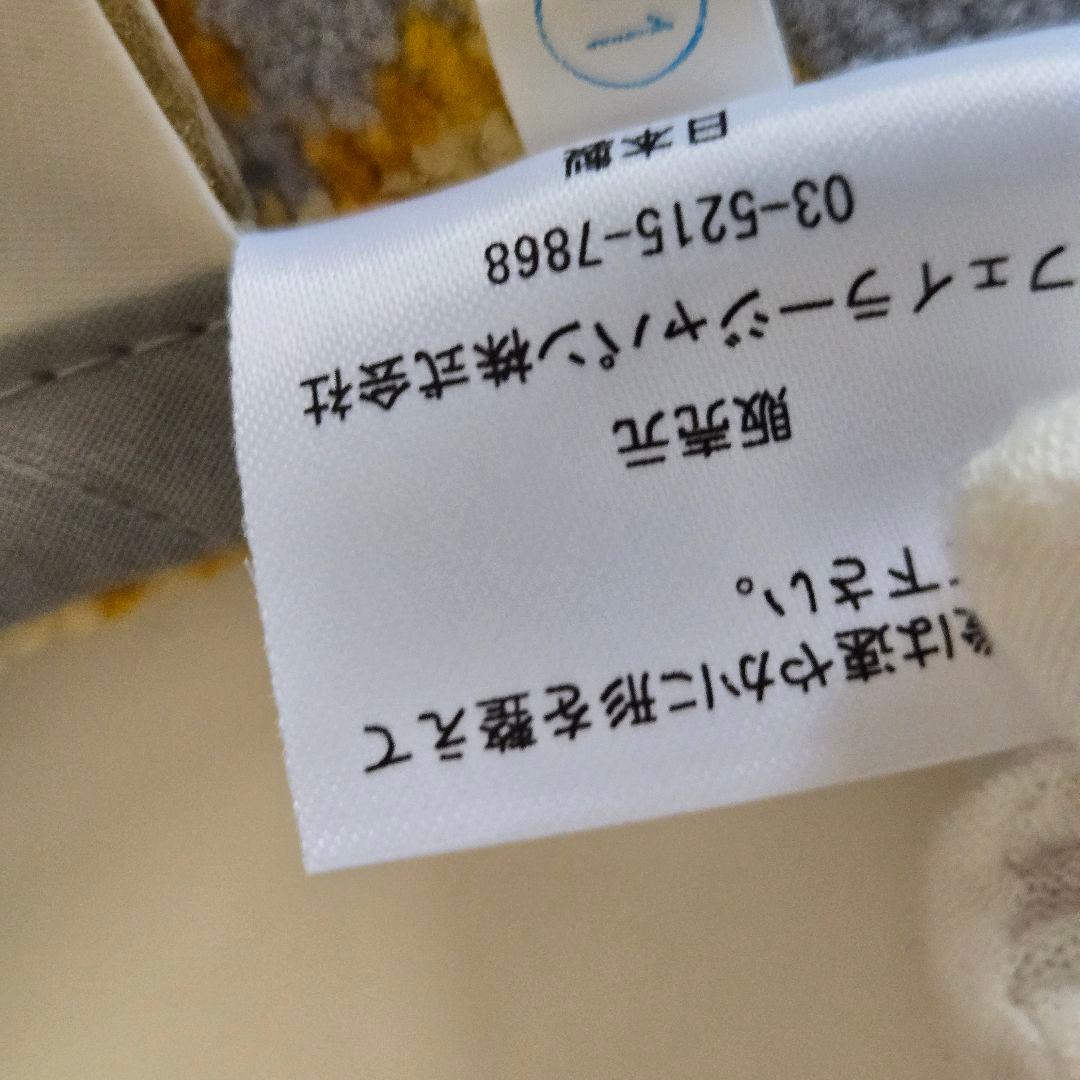 は速やかに形を整えて
下さい。
販売元
フェイラージャパン株式会社
03-5215-7868
日本製